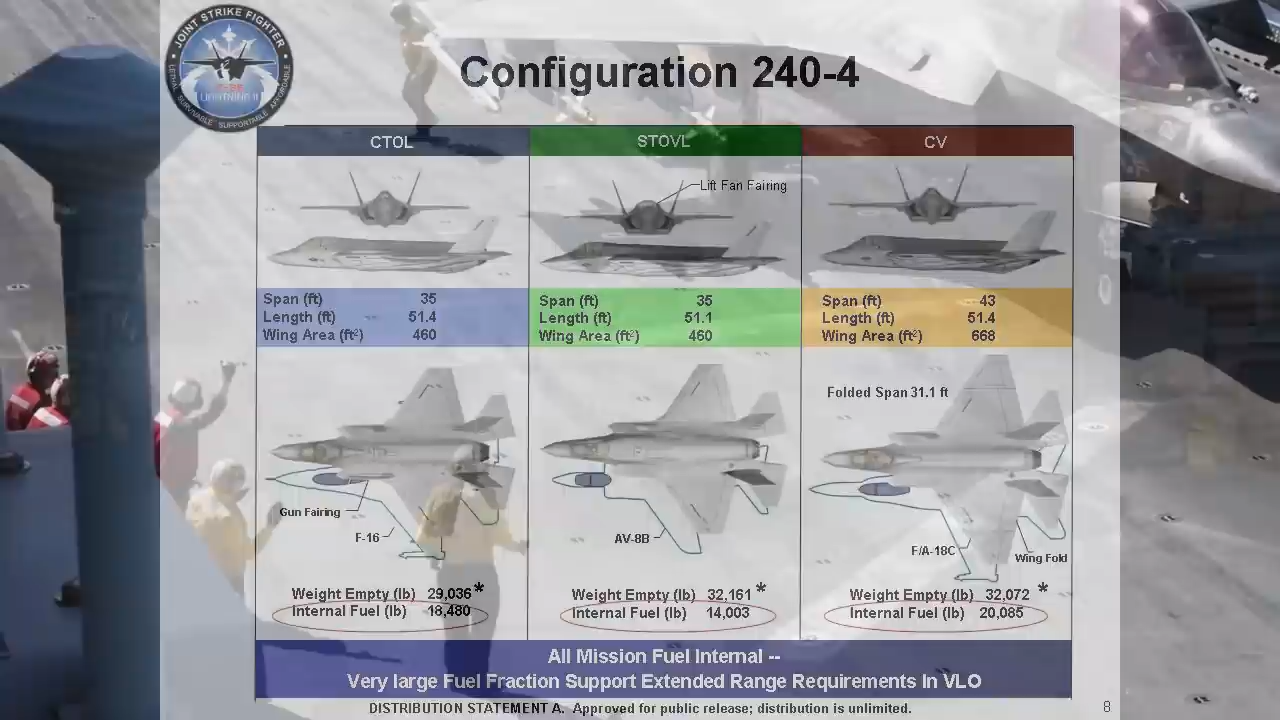 JOINT STRIKE FIGHTER
F-35
LIGHTNING II
LETHAL SURVIVABLE SUPPORTABLE AFFORDABLE
Configuration 240-4
CTOL STOVL CV
Lift Fan Fairing
Span (ft) 35 Span (ft) 35 Span (ft) 43
Length (ft) 51.4 Length (ft) 51.1 Length (ft) 51.4
Wing Area (ft²) 460 Wing Area (ft²) 460 Wing Area (ft²) 668
Folded Span 31.1 ft
Gun Fairing
F-16 AV-8B F/A-18C
Wing Fold
Weight Empty (lb) 29,036* Weight Empty (lb) 32,161* Weight Empty (lb) 32,072 *
Internal Fuel (lb) 18,480 Internal Fuel (lb) 14,003 Internal Fuel (lb) 20,085
All Mission Fuel Internal --
Very large Fuel Fraction Support Extended Range Requirements In VLO
DISTRIBUTION STATEMENT A. Approved for public release; distribution is unlimited.
8